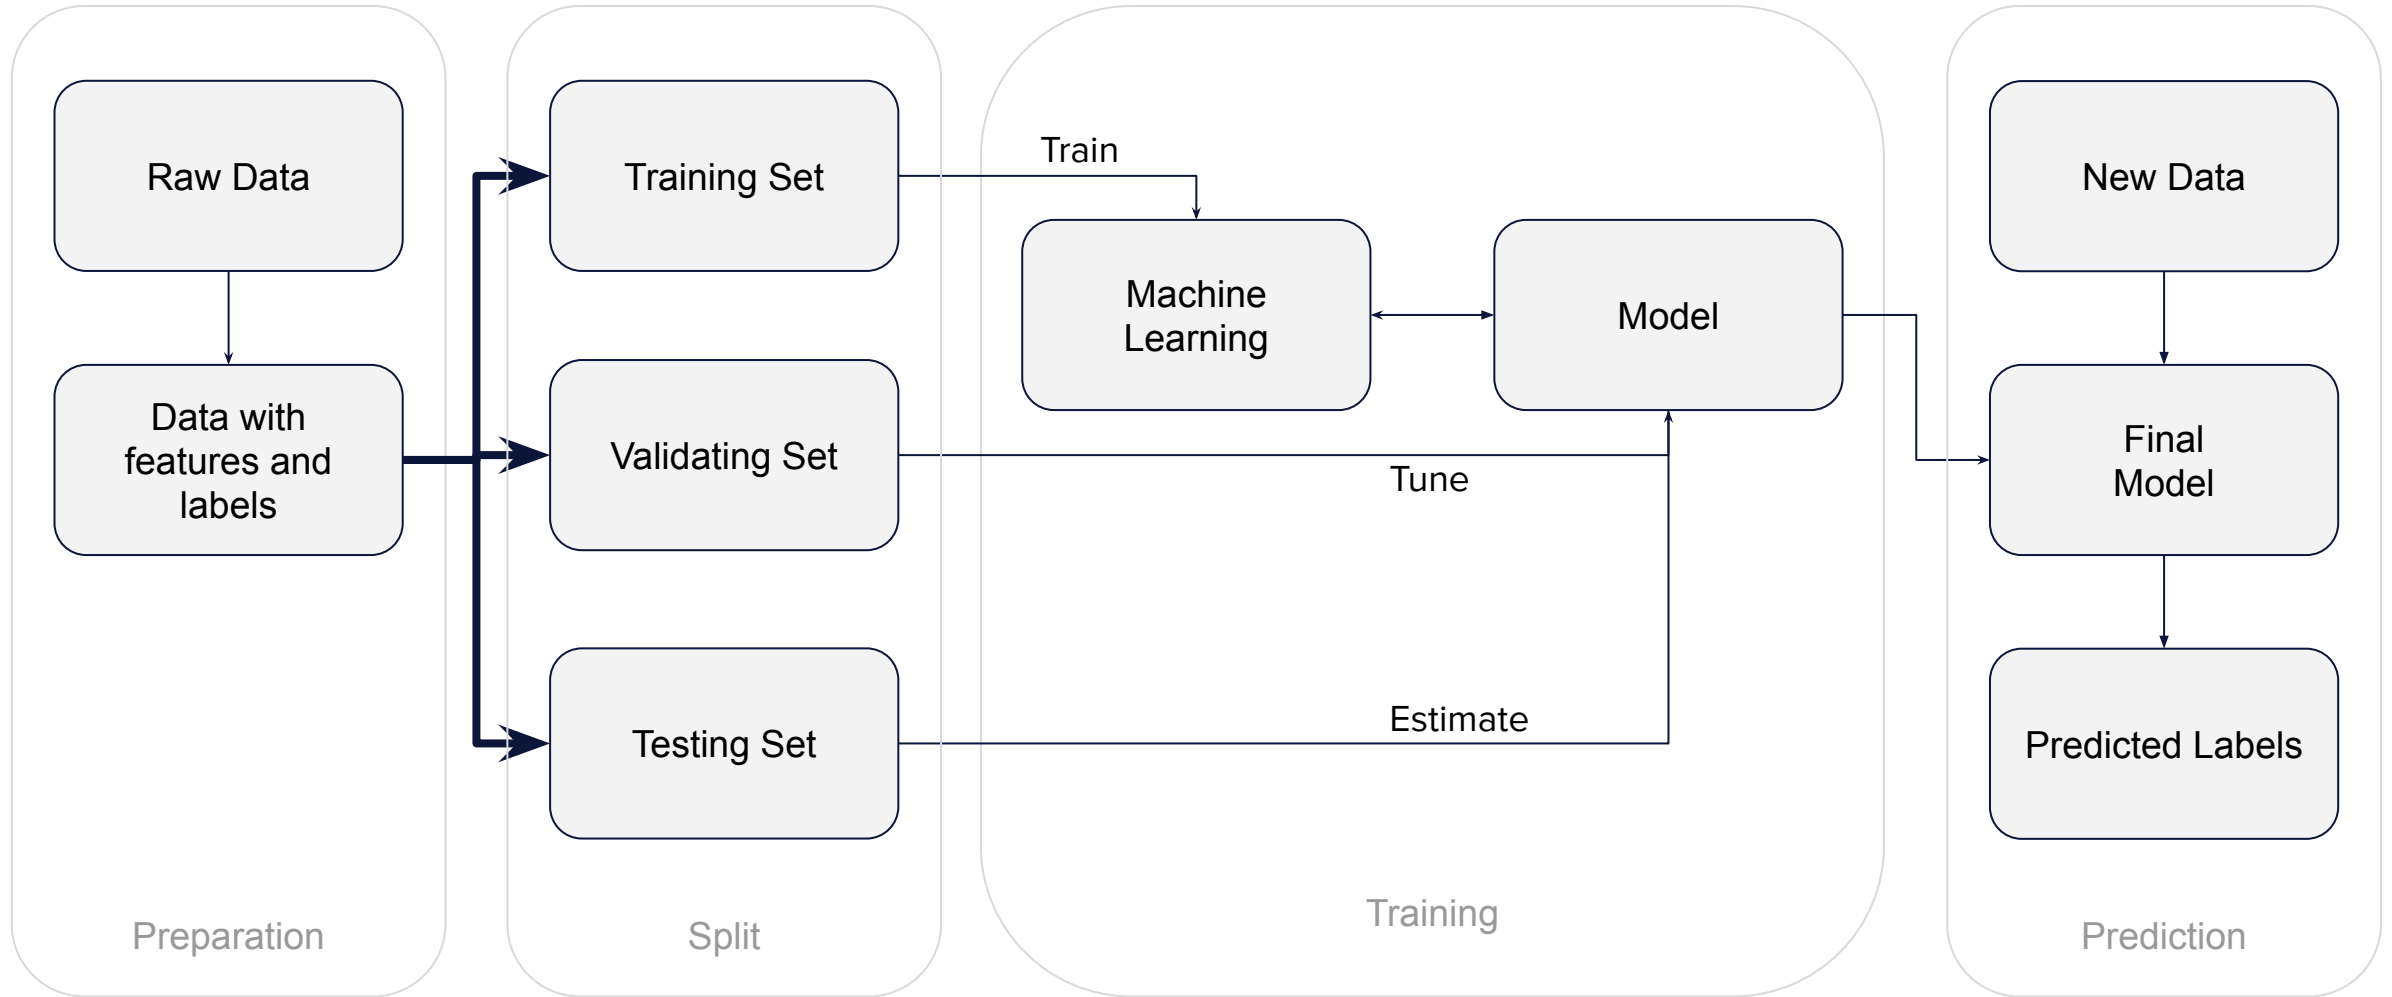 Raw Data
Data with
features and
labels
Preparation
Training Set
Validating Set
Testing Set
Split
Train
Machine
Learning
Model
Tune
Estimate
Training
New Data
Final
Model
Predicted Labels
Prediction